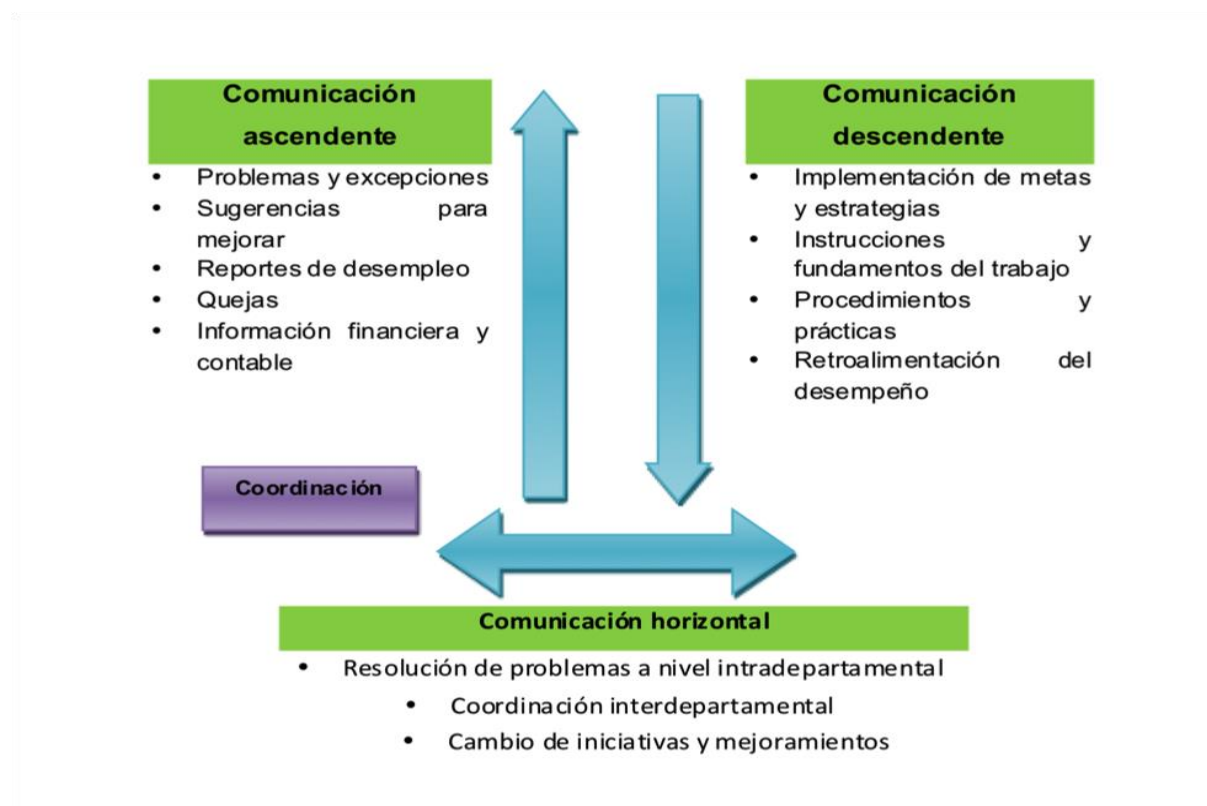 Comunicación
ascendente
• Problemas y excepciones
• Sugerencias para
mejorar
• Reportes de desempleo
• Quejas
• Información financiera y
contable
Comunicación
descendente
• Implementación de metas
y estrategias
• Instrucciones y
fundamentos del trabajo
• Procedimientos y
prácticas
• Retroalimentación del
desempeño
Coordinación
Comunicación horizontal
• Resolución de problemas a nivel intradepartamental
• Coordinación interdepartamental
• Cambio de iniciativas y mejoramientos